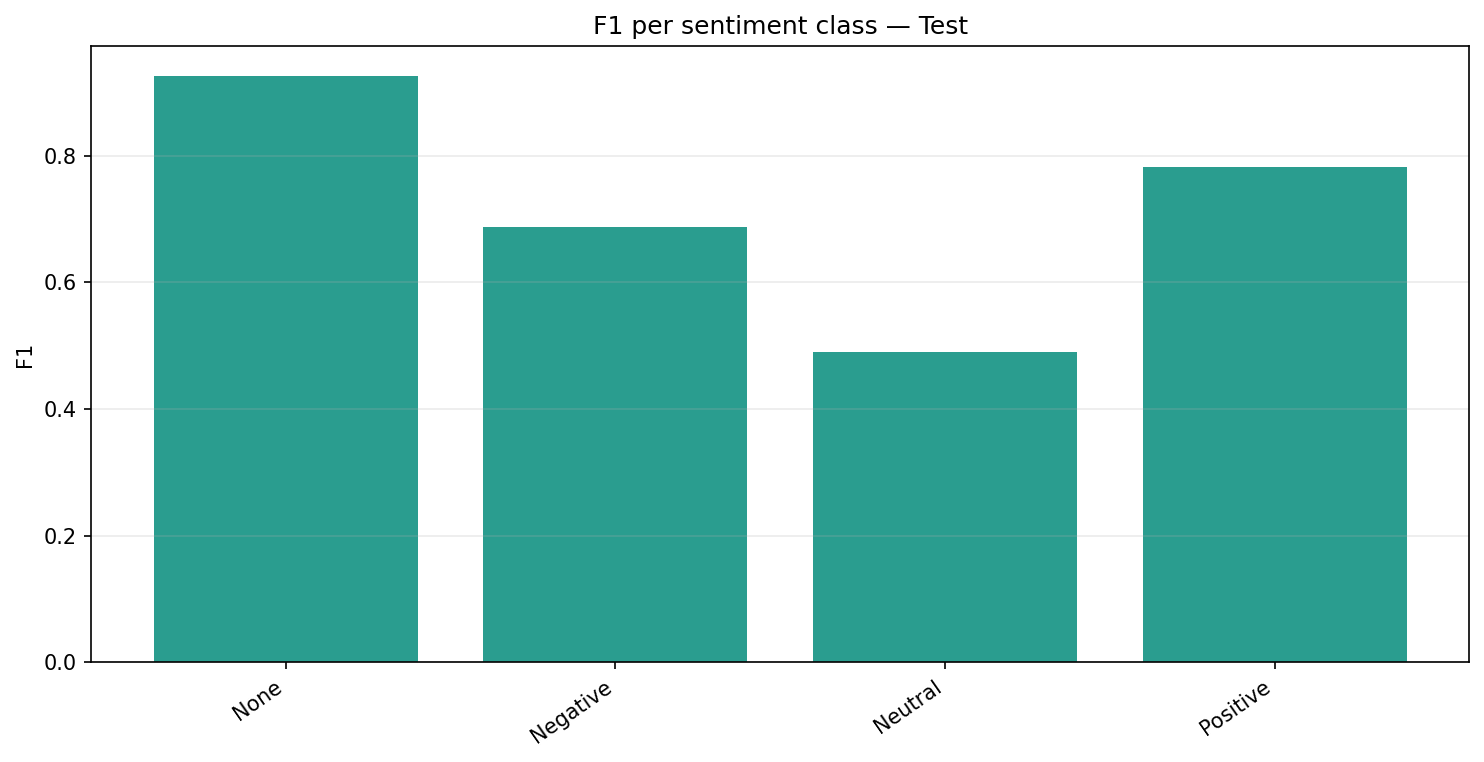 F1 per sentiment class — Test
F1
0.8
0.6
0.4
0.2
0.0
None
Negative
Neutral
Positive